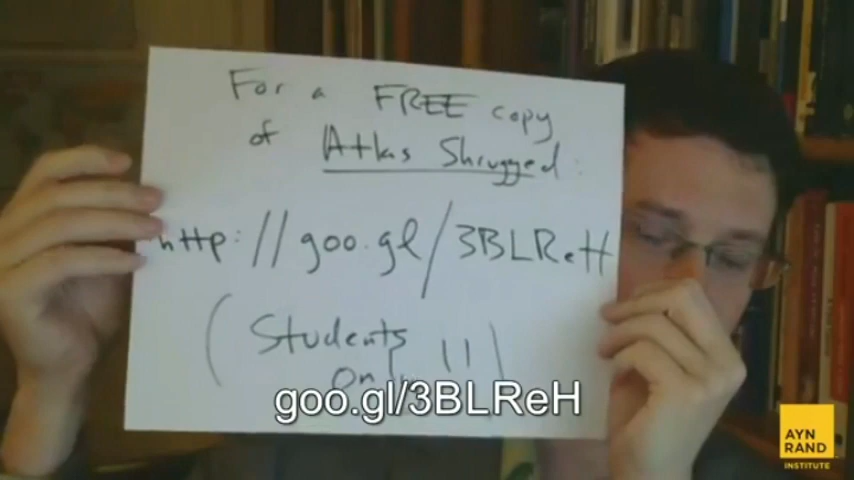 For a FREE copy
of Atlas Shrugged:
http://goo.gl/3BLReH
(Students
only!!)
goo.gl/3BLReH
AYN
RAND
INSTITUTE